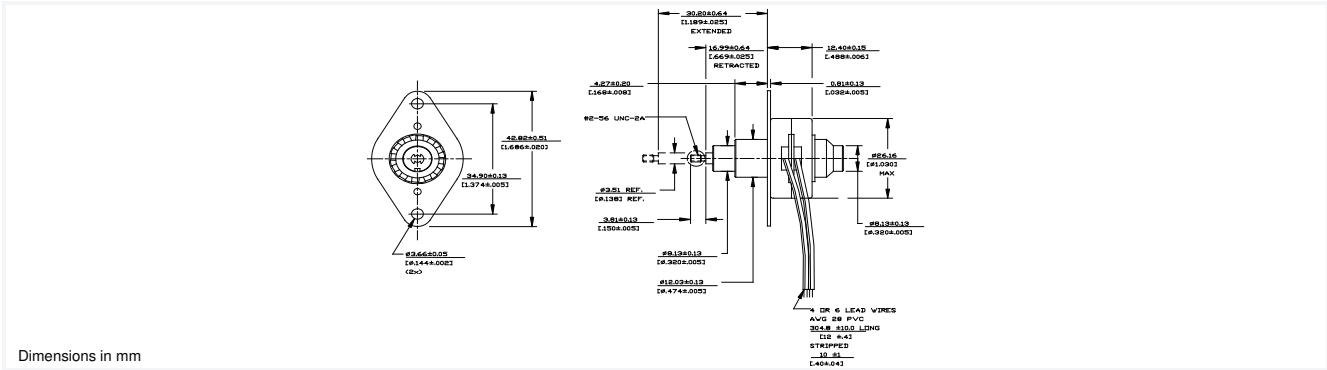 30.20±0.64
[1.189±.025]
EXTENDED
16.99±0.64
[.669±.025]
RETRACTED
12.40±0.15
[.488±.006]
4.27±0.20
[.168±.008]
0.81±0.13
[.032±.005]
#2-56 UNC-2A
42.82±0.51
[1.686±.020]
34.90±0.13
[1.374±.005]
ø26.16
[ø1.030]
MAX
ø3.51 REF.
[ø.138] REF.
3.81±0.13
[.150±.005]
ø8.13±0.13
[ø.320±.005]
ø3.66±0.05
[ø.144±.002]
(2x)
ø8.13±0.13
[ø.320±.005]
ø12.03±0.13
[ø.474±.005]
4 OR 6 LEAD WIRES
AWG 28 PVC
304.8 ±10.0 LONG
[12 ±.4]
STRIPPED
10 ±1
[.40±.04]
Dimensions in mm